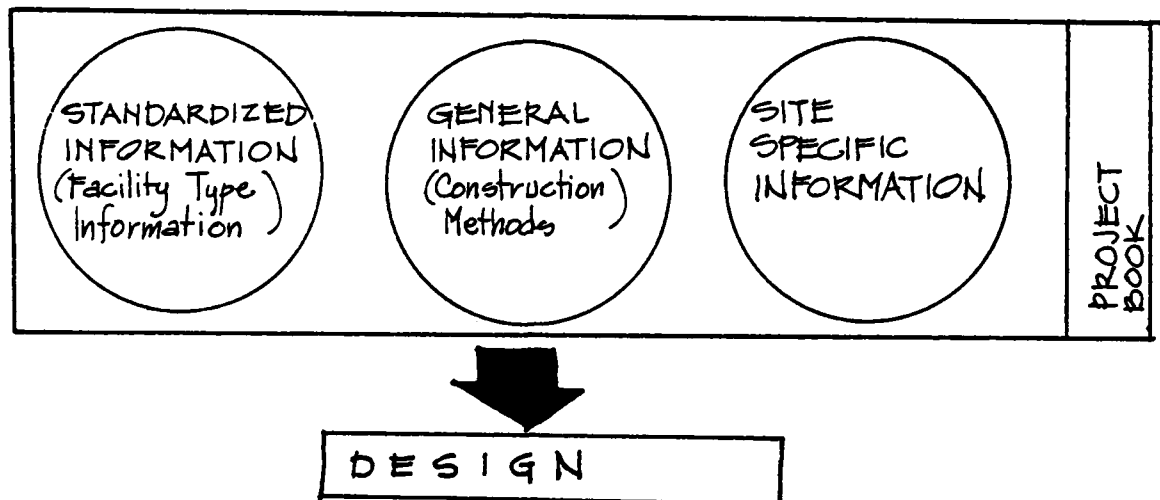 STANDARDIZED
INFORMATION
(Facility Type
Information)
GENERAL
INFORMATION
(Construction
Methods)
SITE
SPECIFIC
INFORMATION
PROJECT
BOOK
DESIGN